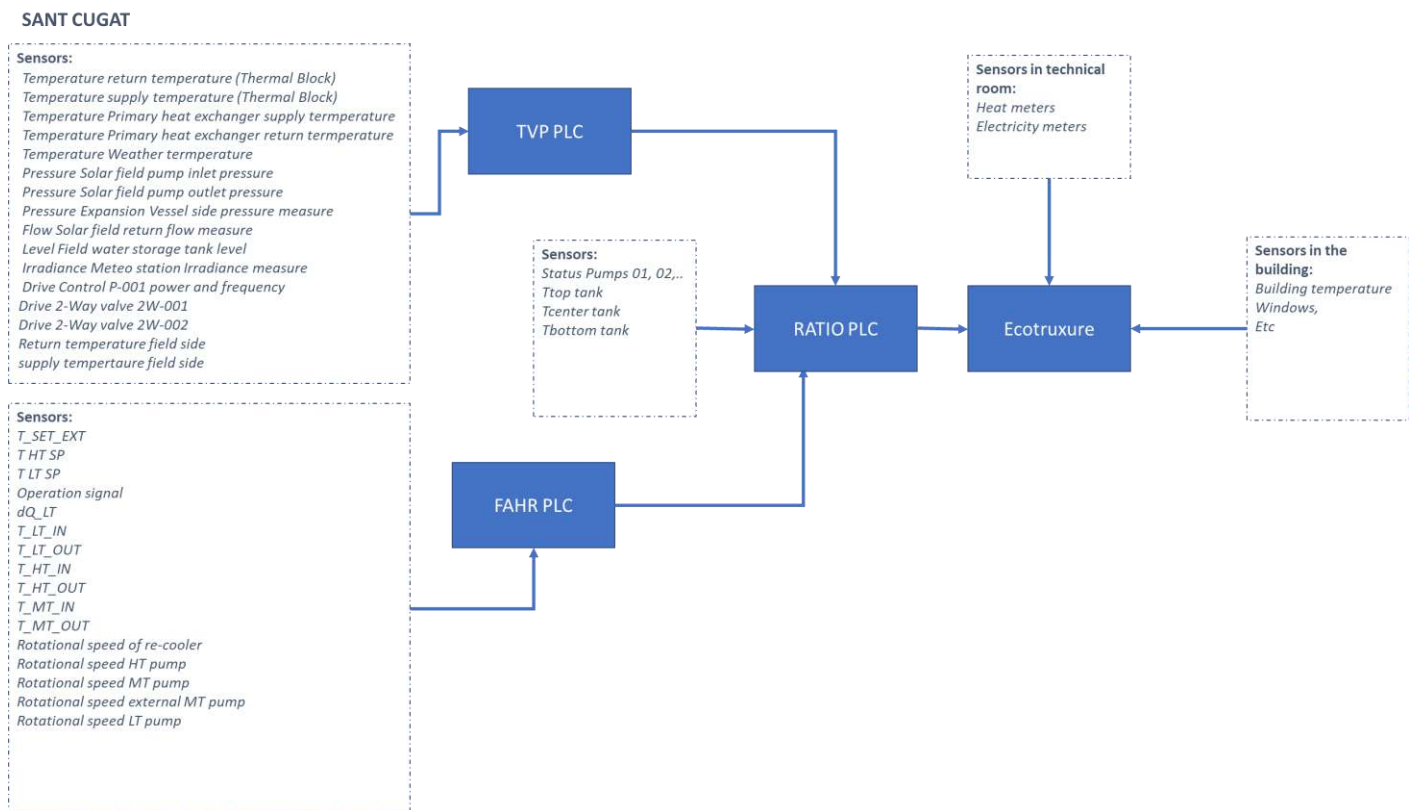 SANT CUGAT
Sensors:
Temperature return temperature (Thermal Block)
Temperature supply temperature (Thermal Block)
Temperature Primary heat exchanger supply termperature
Temperature Primary heat exchanger return termperature
Temperature Weather termperature
Pressure Solar field pump inlet pressure
Pressure Solar field pump outlet pressure
Pressure Expansion Vessel side pressure measure
Flow Solar field return flow measure
Level Field water storage tank level
Irradiance Meteo station Irradiance measure
Drive Control P-001 power and frequency
Drive 2-Way valve 2W-001
Drive 2-Way valve 2W-002
Return temperature field side
supply tempertaure field side
TVP PLC
Sensors in technical
room:
Heat meters
Electricity meters
Sensors:
Status Pumps 01, 02,..
Ttop tank
Tcenter tank
Tbottom tank
RATIO PLC
Ecotruxure
Sensors in the
building:
Building temperature
Windows,
Etc
Sensors:
T_SET_EXT
T HT SP
T LT SP
Operation signal
dQ_LT
T_LT_IN
T_LT_OUT
T_HT_IN
T_HT_OUT
T_MT_IN
T_MT_OUT
Rotational speed of re-cooler
Rotational speed HT pump
Rotational speed MT pump
Rotational speed external MT pump
Rotational speed LT pump
FAHR PLC